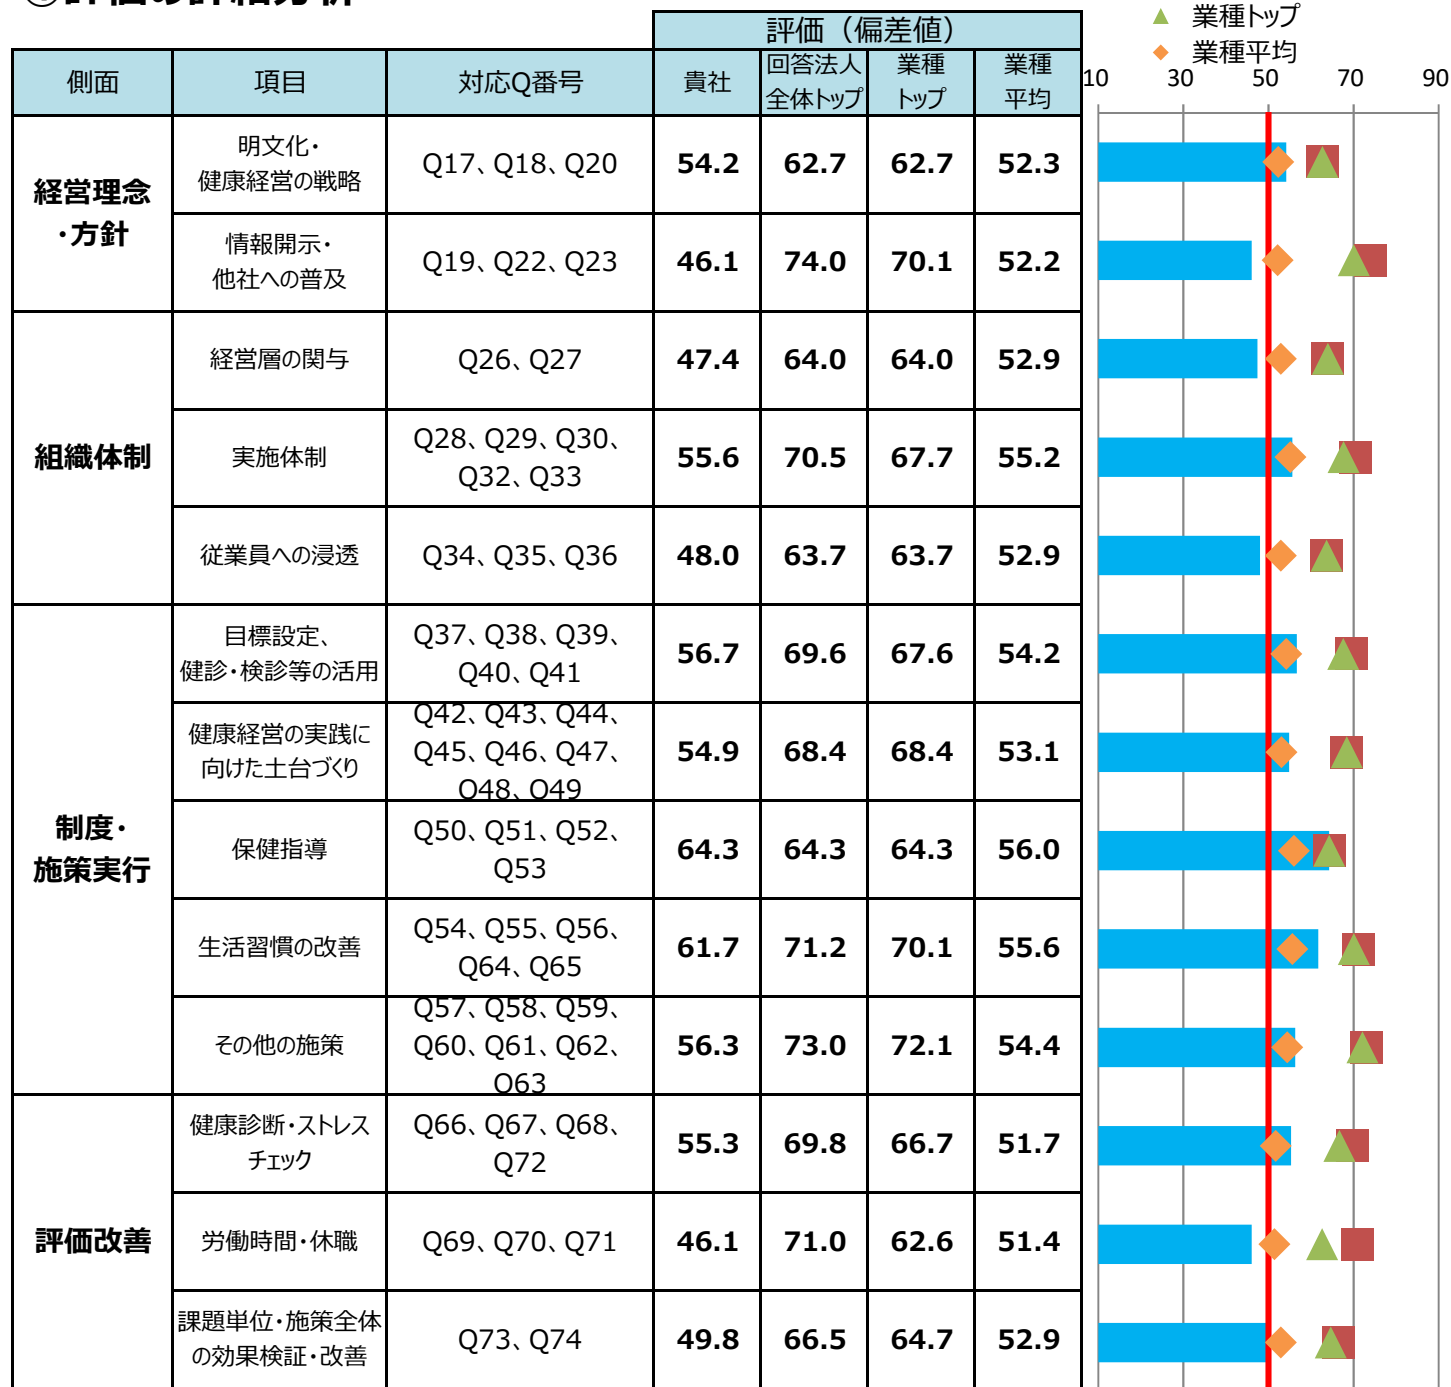 ▲ 業種トップ
◆ 業種平均
評価（偏差値）
側面 項目 対応Q番号 貴社 回答法人 業種 業種
全体トップ トップ 平均
10 30 50 70 90
経営理念
・方針
明文化・
健康経営の戦略
Q17、Q18、Q20
54.2 62.7 62.7 52.3
情報開示・
他社への普及
Q19、Q22、Q23
46.1 74.0 70.1 52.2
組織体制
経営層の関与
Q26、Q27
47.4 64.0 64.0 52.9
実施体制
Q28、Q29、Q30、
Q32、Q33
55.6 70.5 67.7 55.2
従業員への浸透
Q34、Q35、Q36
48.0 63.7 63.7 52.9
制度・
施策実行
目標設定、
健診・検診等の活用
Q37、Q38、Q39、
Q40、Q41
56.7 69.6 67.6 54.2
健康経営の実践に
向けた土台づくり
Q42、Q43、Q44、
Q45、Q46、Q47、
Q48、Q49
54.9 68.4 68.4 53.1
保健指導
Q50、Q51、Q52、
Q53
64.3 64.3 64.3 56.0
生活習慣の改善
Q54、Q55、Q56、
Q64、Q65
61.7 71.2 70.1 55.6
その他の施策
Q57、Q58、Q59、
Q60、Q61、Q62、
Q63
56.3 73.0 72.1 54.4
評価改善
健康診断・ストレス
チェック
Q66、Q67、Q68、
Q72
55.3 69.8 66.7 51.7
労働時間・休職
Q69、Q70、Q71
46.1 71.0 62.6 51.4
課題単位・施策全体
の効果検証・改善
Q73、Q74
49.8 66.5 64.7 52.9